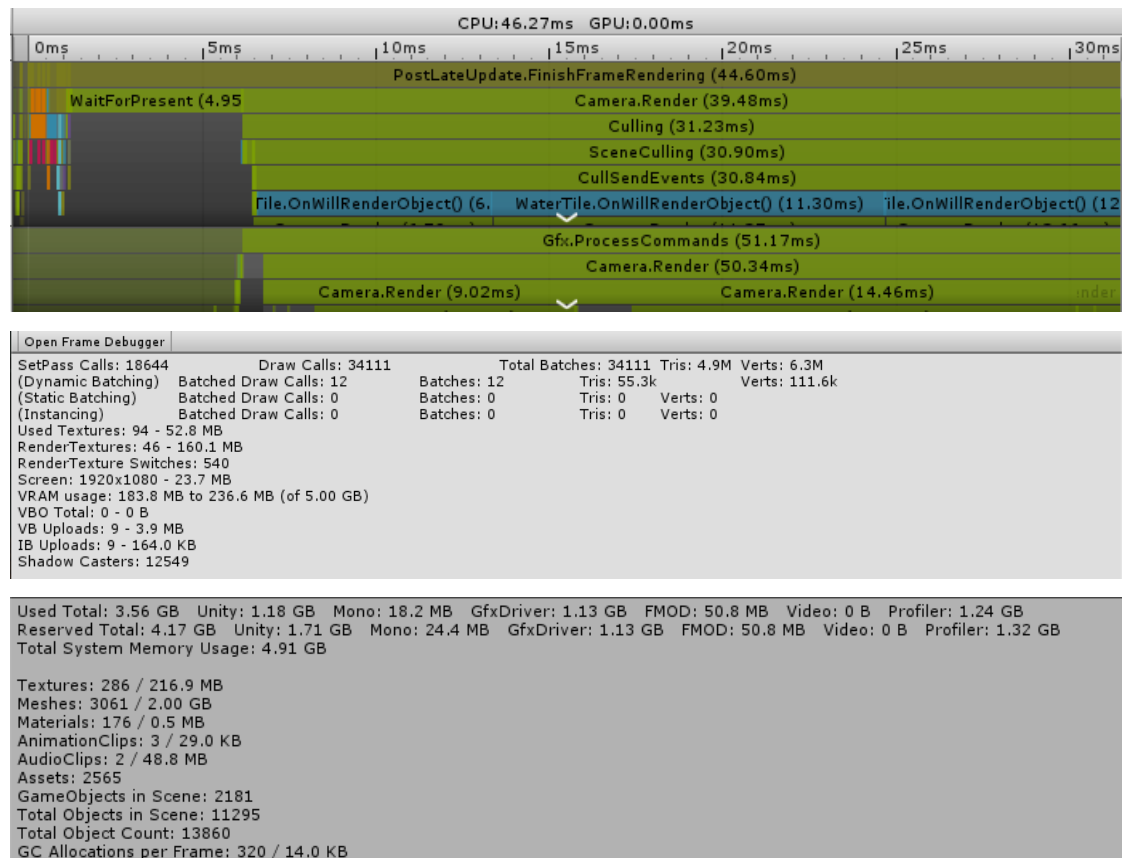 CPU:46.27ms GPU:0.00ms
0ms 5ms 10ms 15ms 20ms 25ms 30ms
PostLateUpdate.FinishFrameRendering (44.60ms)
WaitForPresent (4.95 Camera.Render (39.48ms)
Culling (31.23ms)
SceneCulling (30.90ms)
CullSendEvents (30.84ms)
Tile.OnWillRenderObject() (6. WaterTile.OnWillRenderObject() (11.30ms) Tile.OnWillRenderObject() (12
Gfx.ProcessCommands (51.17ms)
Camera.Render (50.34ms)
Camera.Render (9.02ms) Camera.Render (14.46ms) ender
Open Frame Debugger
SetPass Calls: 18644 Draw Calls: 34111 Total Batches: 34111 Tris: 4.9M Verts: 6.3M
(Dynamic Batching) Batched Draw Calls: 12 Batches: 12 Tris: 55.3k Verts: 111.6k
(Static Batching) Batched Draw Calls: 0 Batches: 0 Tris: 0 Verts: 0
(Instancing) Batched Draw Calls: 0 Batches: 0 Tris: 0 Verts: 0
Used Textures: 94 - 52.8 MB
RenderTextures: 46 - 160.1 MB
RenderTexture Switches: 540
Screen: 1920x1080 - 23.7 MB
VRAM usage: 183.8 MB to 236.6 MB (of 5.00 GB)
VBO Total: 0 - 0 B
VB Uploads: 9 - 3.9 MB
IB Uploads: 9 - 164.0 KB
Shadow Casters: 12549
Used Total: 3.56 GB Unity: 1.18 GB Mono: 18.2 MB GfxDriver: 1.13 GB FMOD: 50.8 MB Video: 0 B Profiler: 1.24 GB
Reserved Total: 4.17 GB Unity: 1.71 GB Mono: 24.4 MB GfxDriver: 1.13 GB FMOD: 50.8 MB Video: 0 B Profiler: 1.32 GB
Total System Memory Usage: 4.91 GB
Textures: 286 / 216.9 MB
Meshes: 3061 / 2.00 GB
Materials: 176 / 0.5 MB
AnimationClips: 3 / 29.0 KB
AudioClips: 2 / 48.8 MB
Assets: 2565
GameObjects in Scene: 2181
Total Objects in Scene: 11295
Total Object Count: 13860
GC Allocations per Frame: 320 / 14.0 KB